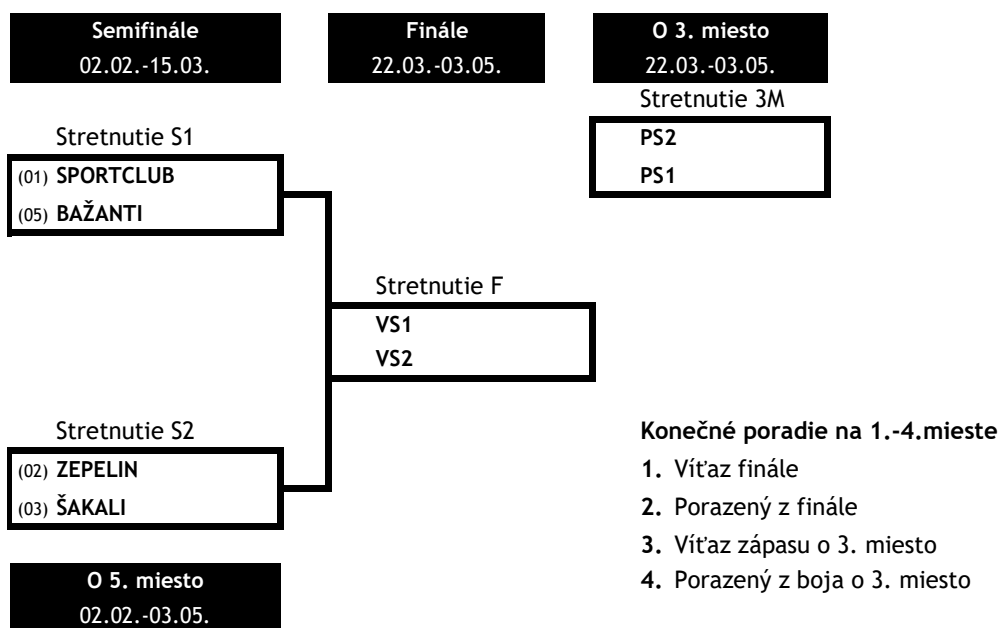 Semifinále
02.02.-15.03.
Finále
22.03.-03.05.
O 3. miesto
22.03.-03.05.
Stretnutie 3M
PS2
PS1
Stretnutie S1
(01) SPORTCLUB
(05) BAŽANTI
Stretnutie F
VS1
VS2
Stretnutie S2
(02) ZEPELIN
(03) ŠAKALI
Konečné poradie na 1.-4.mieste
1. Víťaz finále
2. Porazený z finále
3. Víťaz zápasu o 3. miesto
4. Porazený z boja o 3. miesto
O 5. miesto
02.02.-03.05.